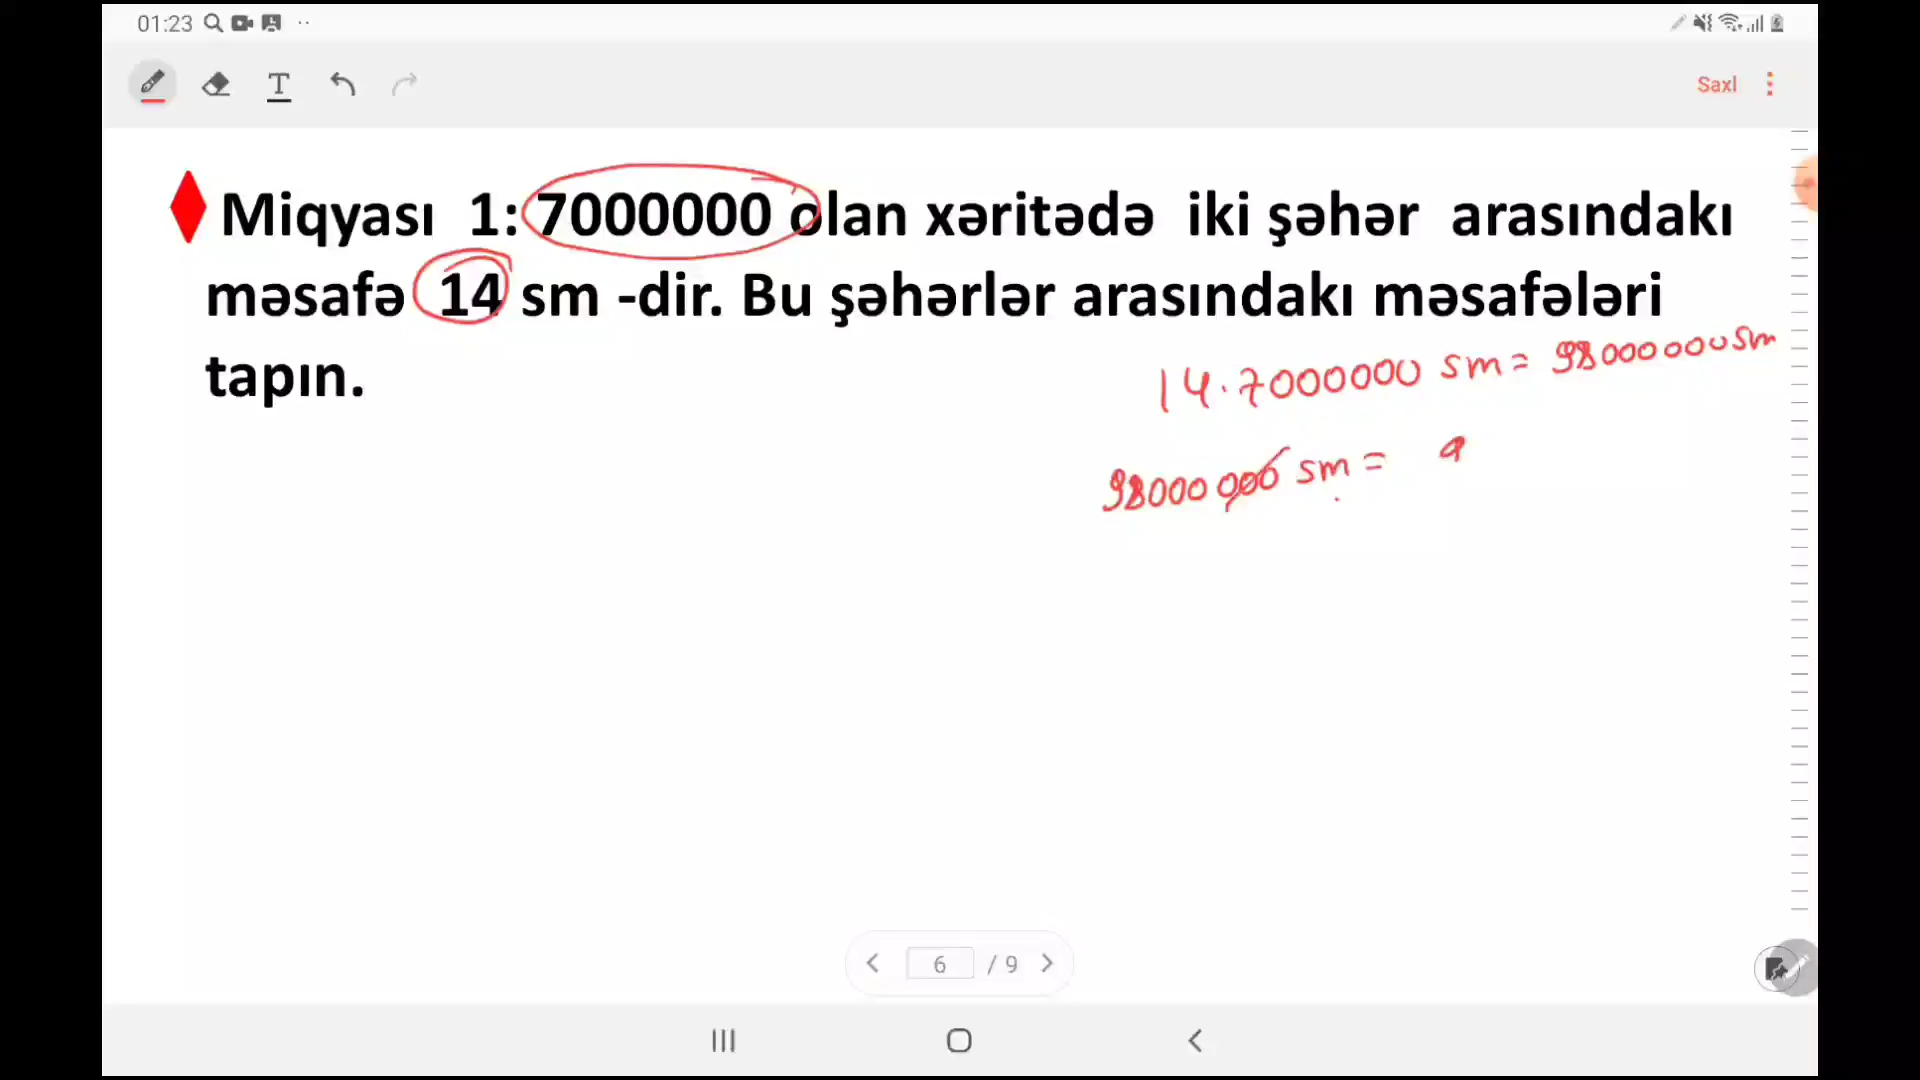 01:23
Saxl
Miqyası 1: 7000000 olan xəritədə iki şəhər arasındakı
məsafə 14 sm -dir. Bu şəhərlər arasındakı məsafələri
tapın.
14.7000000 sm = 98000000 sm
98000000 sm = 9
6 / 9